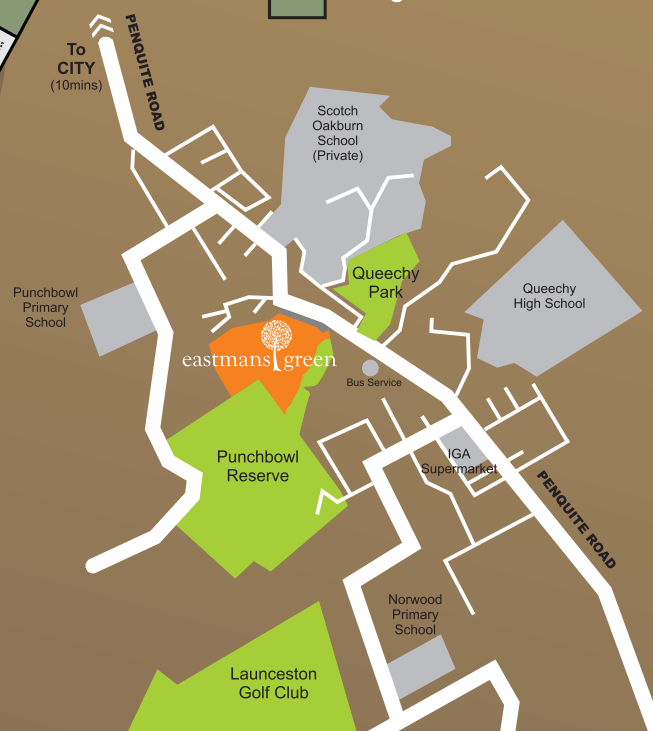 To
CITY
(10mins)
PENQUITE ROAD
Scotch
Oakburn
School
(Private)
Queechy
Park
Queechy
High School
Punchbowl
Primary
School
eastmans green
Bus Service
Punchbowl
Reserve
IGA
Supermarket
PENQUITE ROAD
Norwood
Primary
School
Launceston
Golf Club